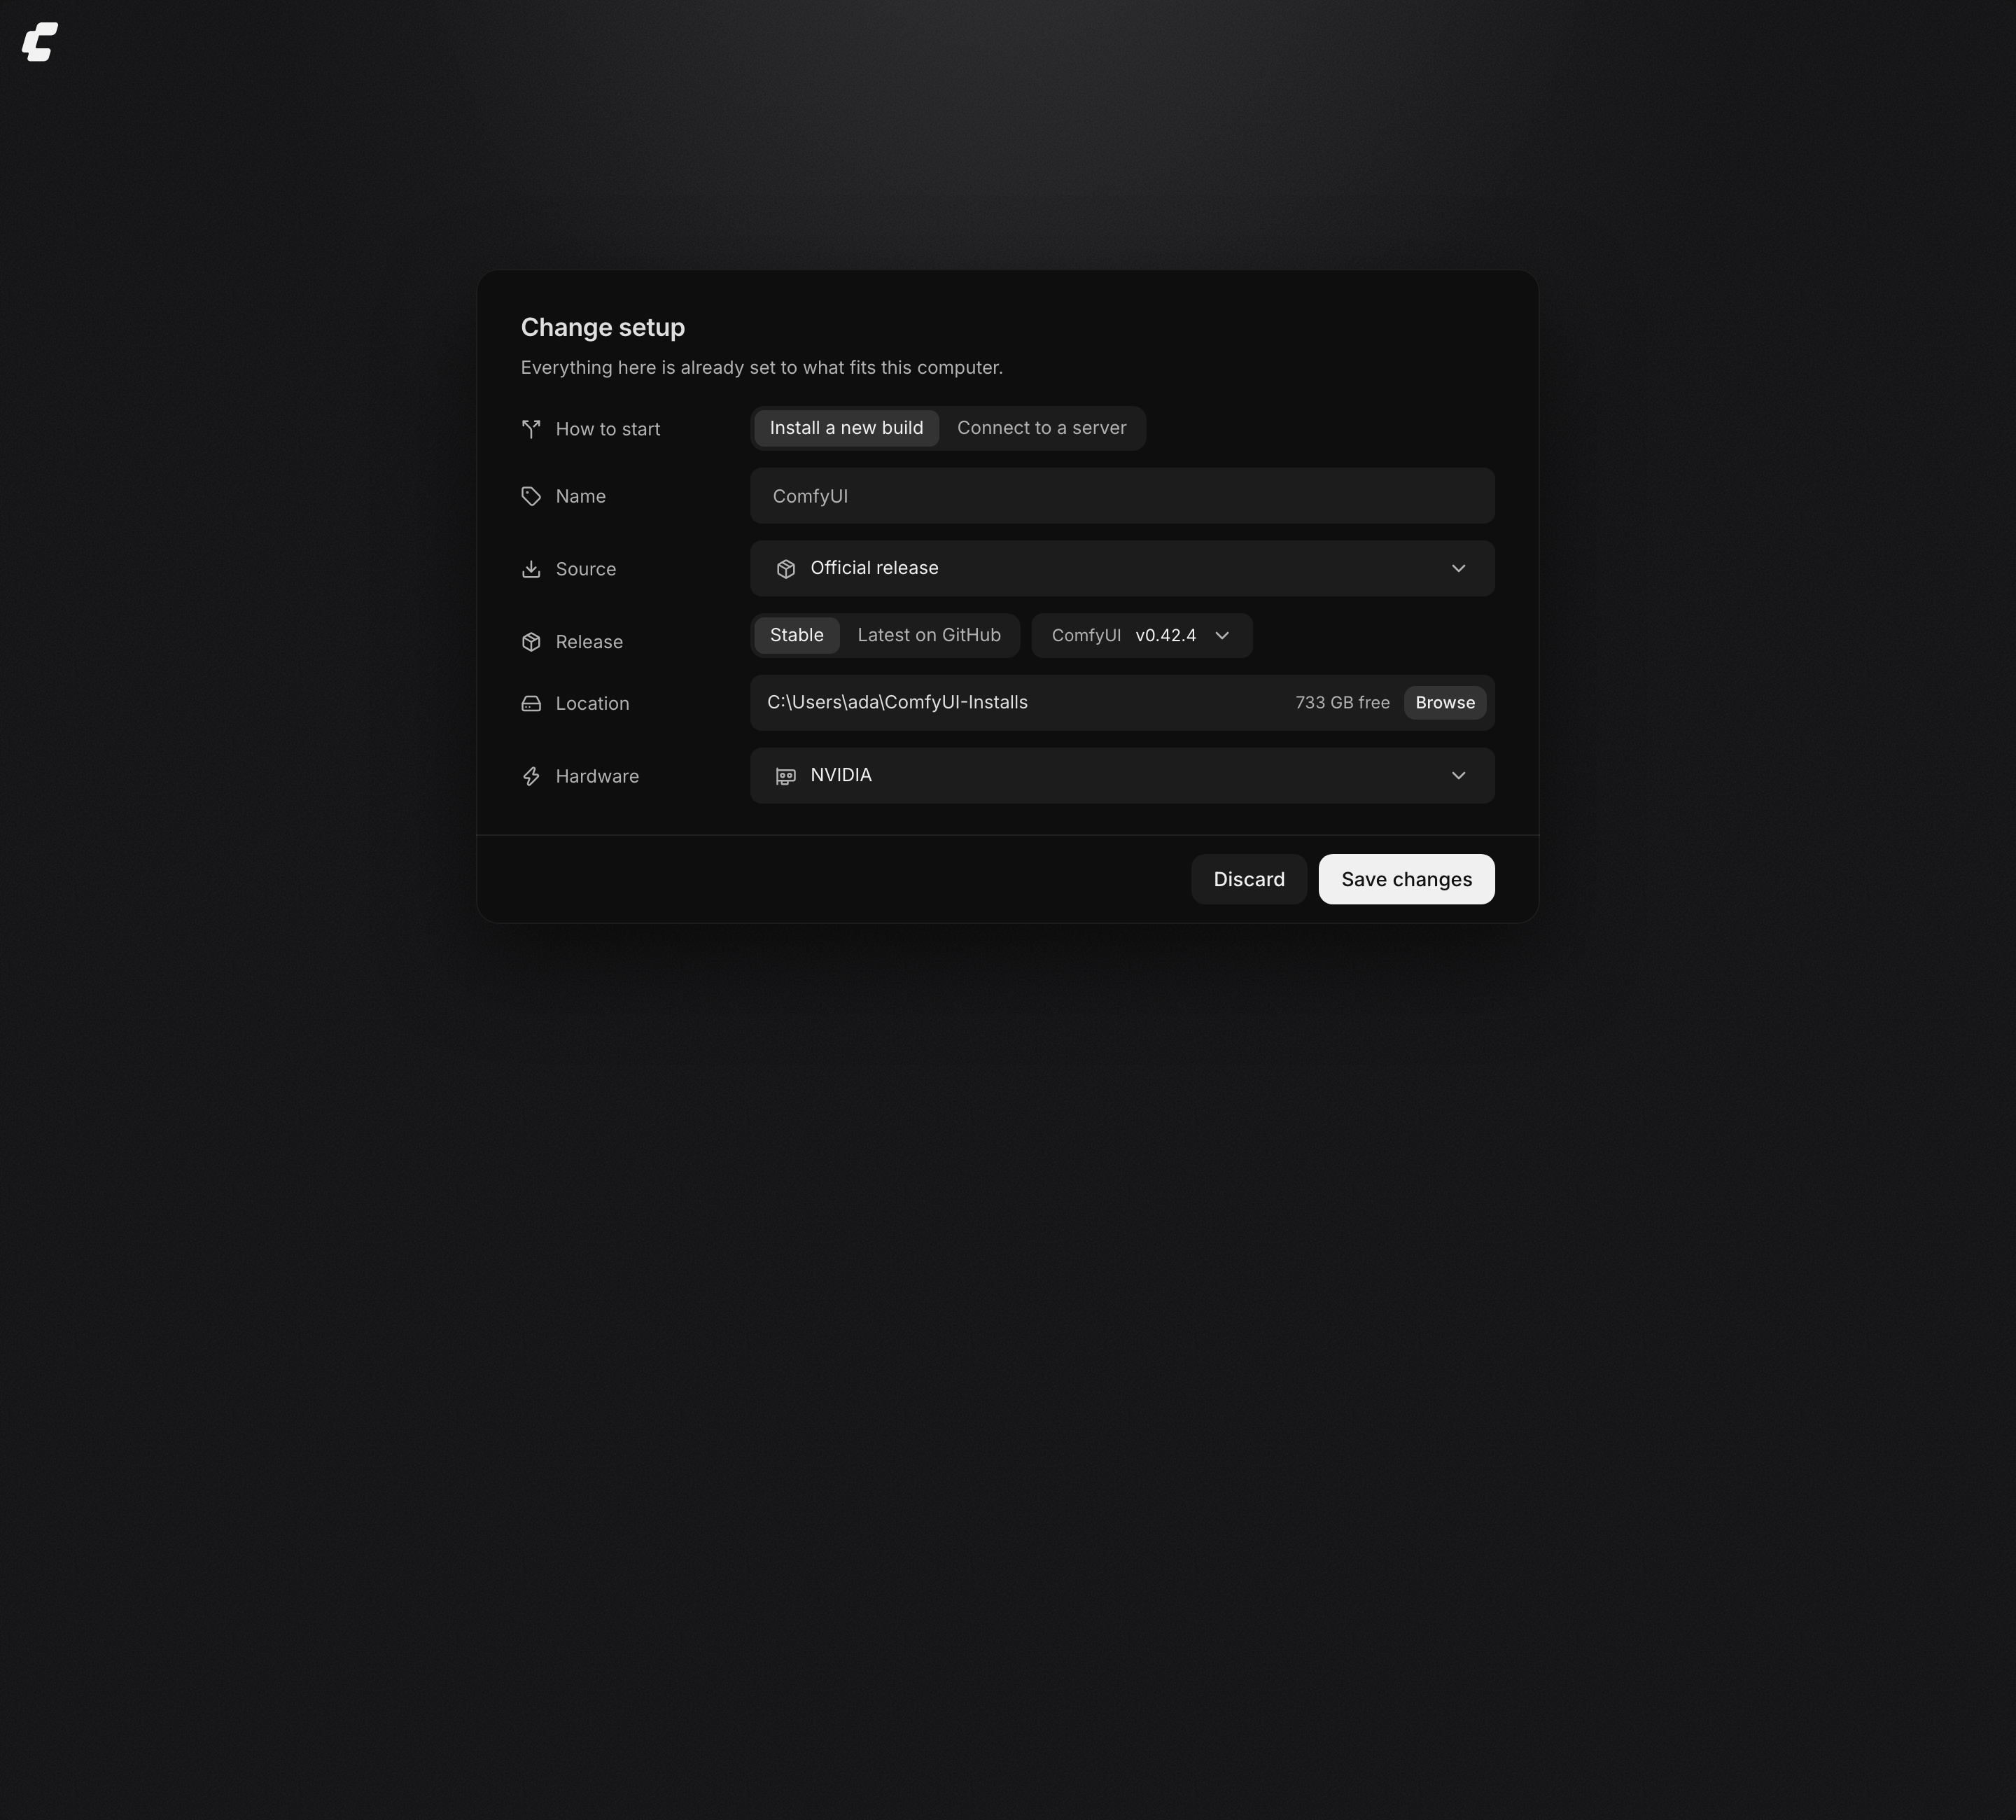 Change setup
Everything here is already set to what fits this computer.
How to start
Install a new build
Connect to a server
Name
ComfyUI
Source
Official release
Release
Stable
Latest on GitHub
ComfyUI v0.42.4
Location
C:\Users\ada\ComfyUI-Installs
733 GB free
Browse
Hardware
NVIDIA
Discard
Save changes